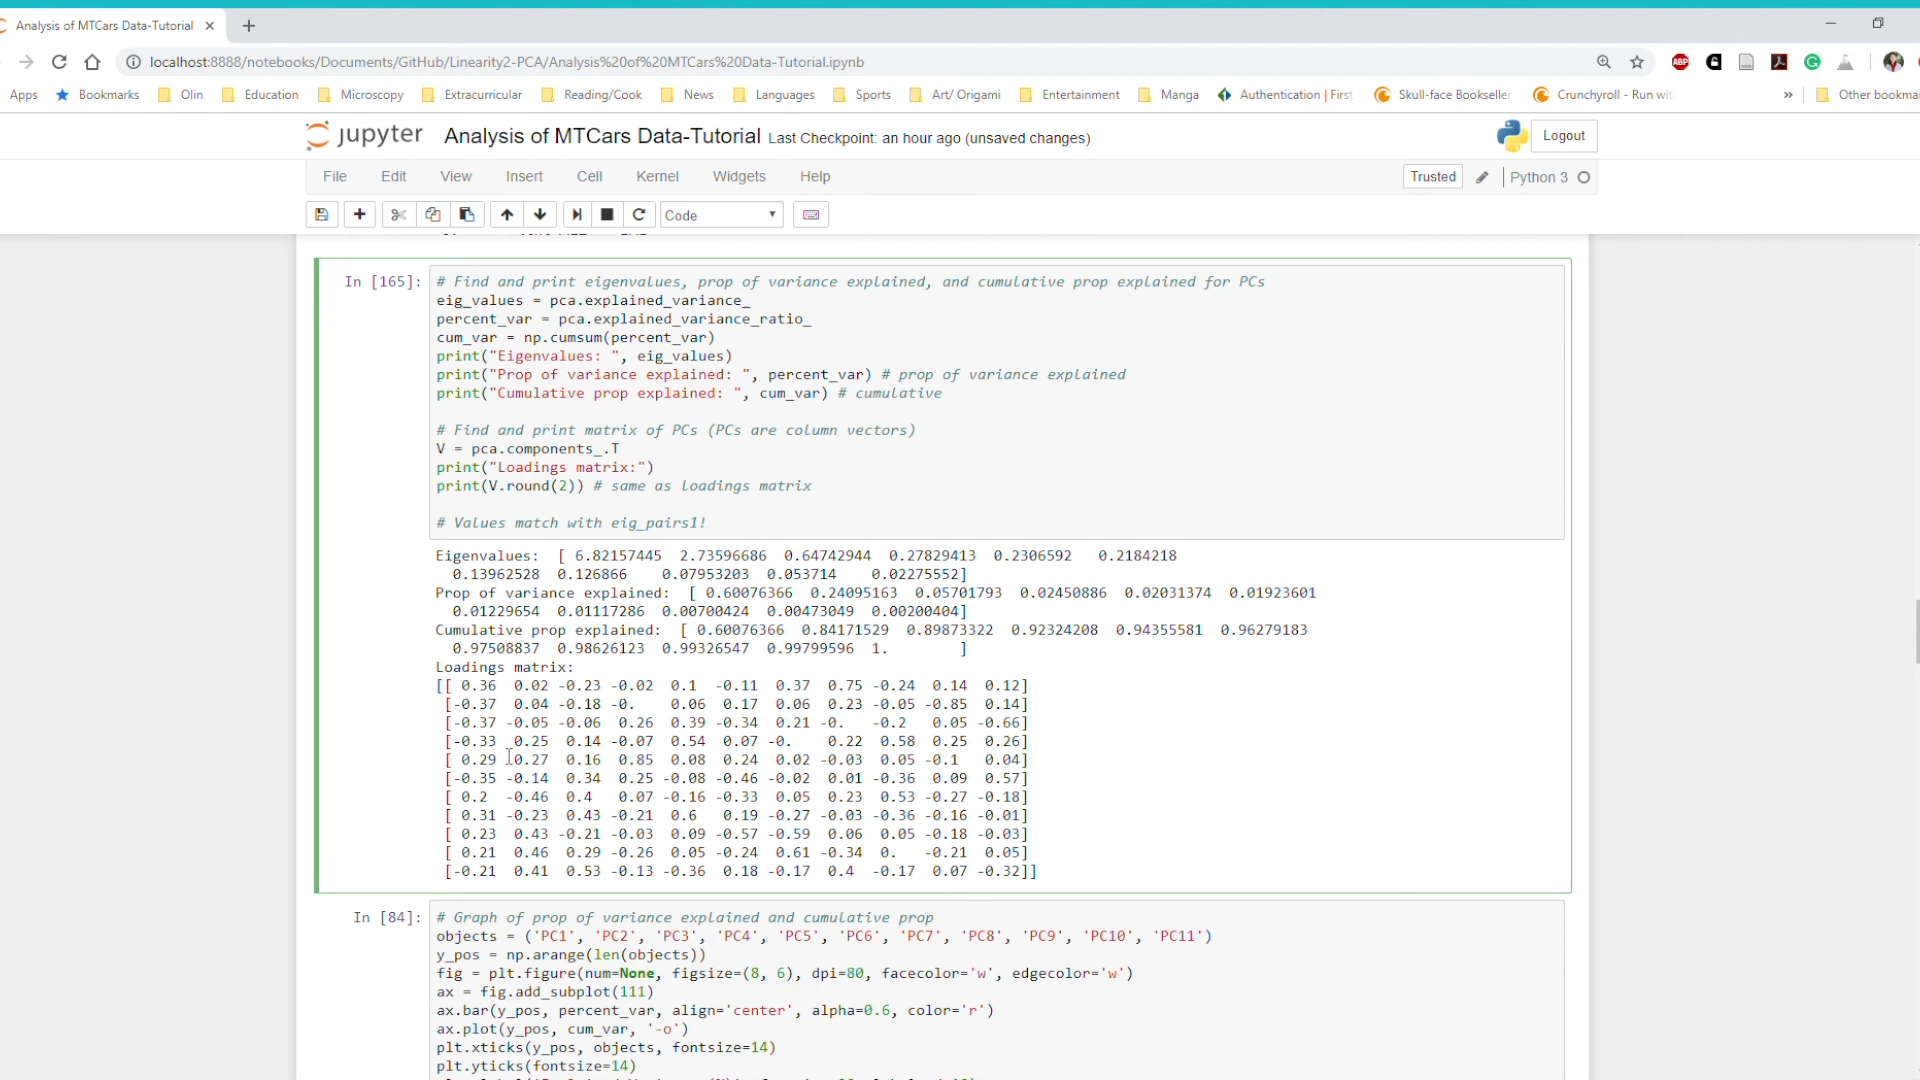 Analysis of MTCars Data-Tutorial
localhost:8888/notebooks/Documents/GitHub/Linearity2-PCA/Analysis%20of%20MTCars%20Data-Tutorial.ipynb
ABP
Apps Bookmarks Olin Education Microscopy Extracurricular Reading/Cook News Languages Sports Art/ Origami Entertainment Manga Authentication | First Skull-face Bookseller Crunchyroll - Run wit » Other bookma
jupyter Analysis of MTCars Data-Tutorial Last Checkpoint: an hour ago (unsaved changes) Logout
File Edit View Insert Cell Kernel Widgets Help Trusted Python 3
Code
In [165]: # Find and print eigenvalues, prop of variance explained, and cumulative prop explained for PCs
eig_values = pca.explained_variance_
percent_var = pca.explained_variance_ratio_
cum_var = np.cumsum(percent_var)
print("Eigenvalues: ", eig_values)
print("Prop of variance explained: ", percent_var) # prop of variance explained
print("Cumulative prop explained: ", cum_var) # cumulative
# Find and print matrix of PCs (PCs are column vectors)
V = pca.components_.T
print("Loadings matrix:")
print(V.round(2)) # same as loadings matrix
# Values match with eig_pairs1!
Eigenvalues: [ 6.82157445 2.73596686 0.64742944 0.27829413 0.2306592 0.2184218
0.13962528 0.126866 0.07953203 0.053714 0.02275552]
Prop of variance explained: [ 0.60076366 0.24095163 0.05701793 0.02450886 0.02031374 0.01923601
0.01229654 0.01117286 0.00700424 0.00473049 0.00200404]
Cumulative prop explained: [ 0.60076366 0.84171529 0.89873322 0.92324208 0.94355581 0.96279183
0.97508837 0.98626123 0.99326547 0.99799596 1. ]
Loadings matrix:
[[ 0.36 0.02 -0.23 -0.02 0.1 -0.11 0.37 0.75 -0.24 0.14 0.12]
[-0.37 0.04 -0.18 -0. 0.06 0.17 0.06 0.23 -0.05 -0.85 0.14]
[-0.37 -0.05 -0.06 0.26 0.39 -0.34 0.21 -0. -0.2 0.05 -0.66]
[-0.33 0.25 0.14 -0.07 0.54 0.07 -0. 0.22 0.58 0.25 0.26]
[ 0.29 0.27 0.16 0.85 0.08 0.24 0.02 -0.03 0.05 -0.1 0.04]
[-0.35 -0.14 0.34 0.25 -0.08 -0.46 -0.02 0.01 -0.36 0.09 0.57]
[ 0.2 -0.46 0.4 0.07 -0.16 -0.33 0.05 0.23 0.53 -0.27 -0.18]
[ 0.31 -0.23 0.43 -0.21 0.6 0.19 -0.27 -0.03 -0.36 -0.16 -0.01]
[ 0.23 0.43 -0.21 -0.03 0.09 -0.57 -0.59 0.06 0.05 -0.18 -0.03]
[ 0.21 0.46 0.29 -0.26 0.05 -0.24 0.61 -0.34 0. -0.21 0.05]
[-0.21 0.41 0.53 -0.13 -0.36 0.18 -0.17 0.4 -0.17 0.07 -0.32]]
In [84]: # Graph of prop of variance explained and cumulative prop
objects = ('PC1', 'PC2', 'PC3', 'PC4', 'PC5', 'PC6', 'PC7', 'PC8', 'PC9', 'PC10', 'PC11')
y_pos = np.arange(len(objects))
fig = plt.figure(num=None, figsize=(8, 6), dpi=80, facecolor='w', edgecolor='w')
ax = fig.add_subplot(111)
ax.bar(y_pos, percent_var, align='center', alpha=0.6, color='r')
ax.plot(y_pos, cum_var, '-o')
plt.xticks(y_pos, objects, fontsize=14)
plt.yticks(fontsize=14)